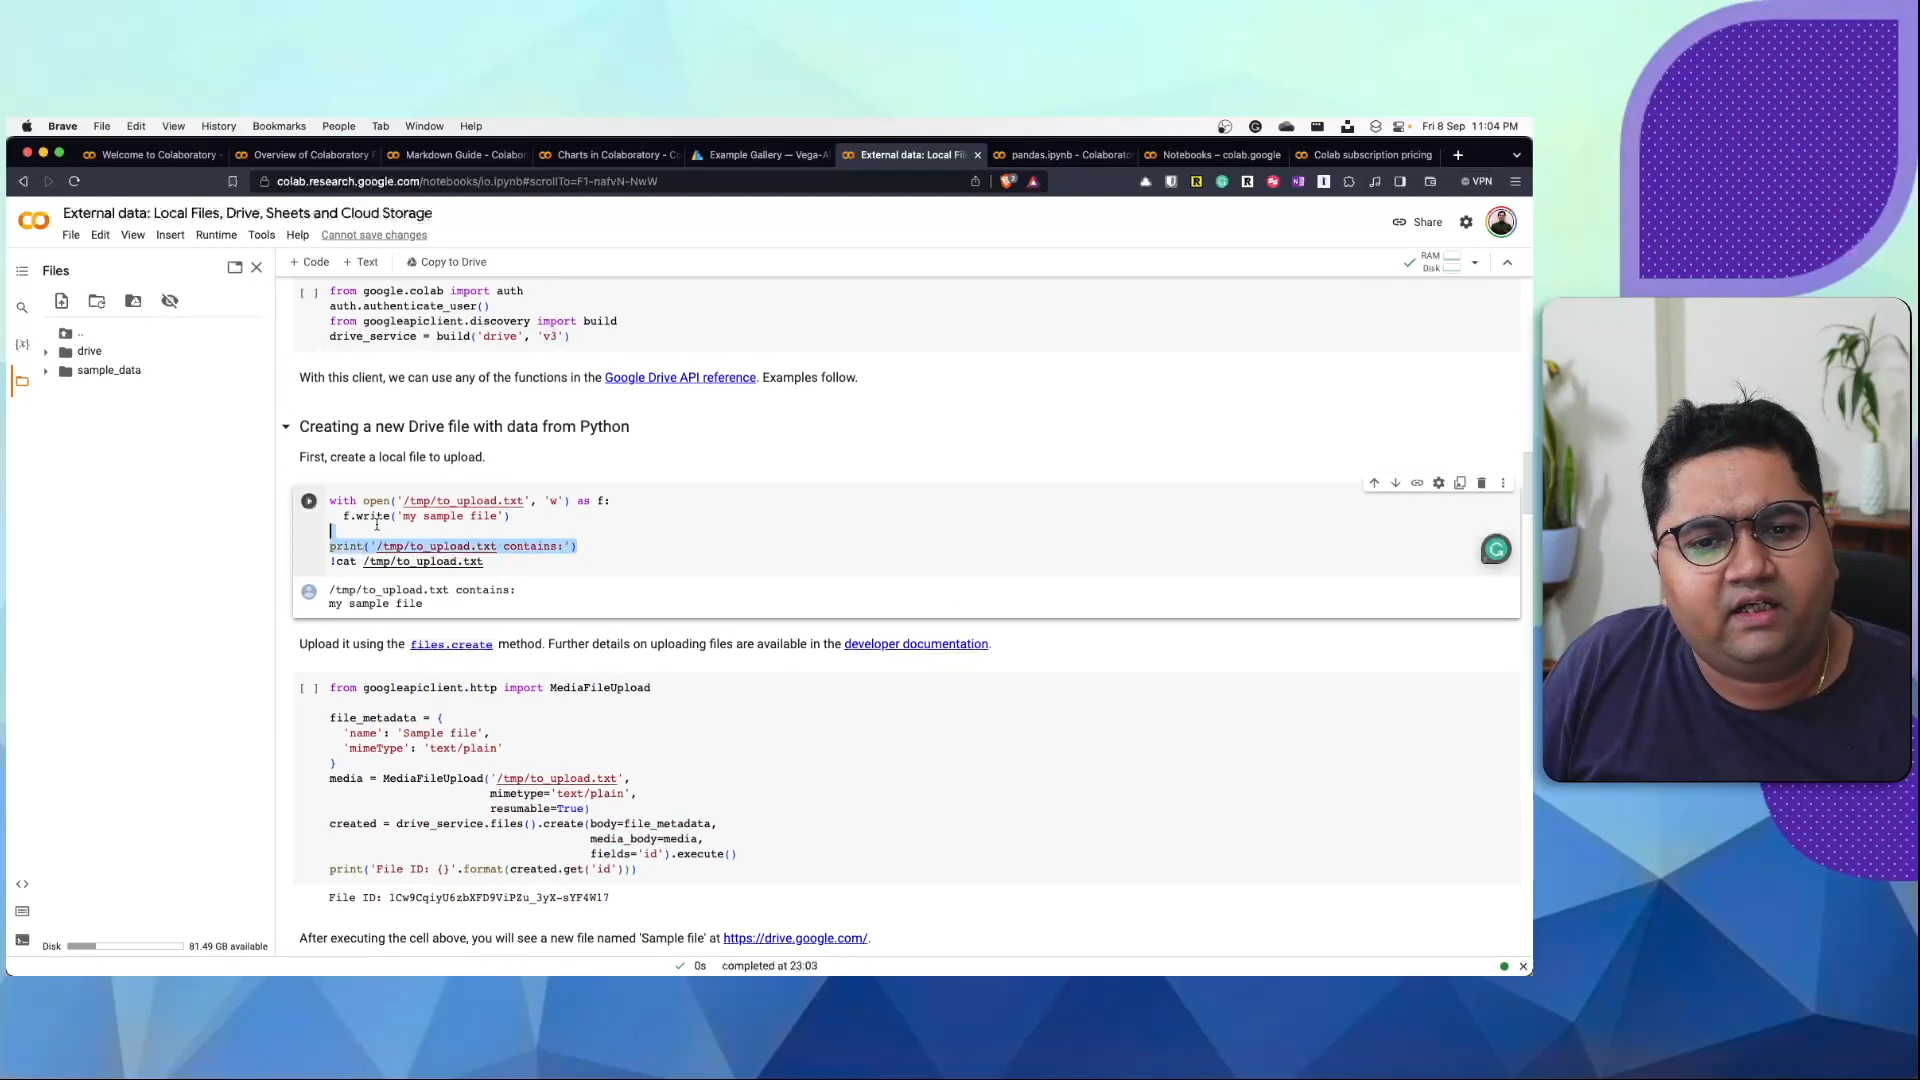 Brave File Edit View History Bookmarks People Tab Window Help Fri 8 Sep 11:04 PM
Welcome to Colaboratory - Overview of Colaboratory F Markdown Guide - Colabor Charts in Colaboratory - C Example Gallery — Vega-A External data: Local Fil pandas.ipynb - Colaborato Notebooks – colab.google Colab subscription pricing
colab.research.google.com/notebooks/io.ipynb#scrollTo=F1-nafvN-NwW VPN
External data: Local Files, Drive, Sheets and Cloud Storage
Share
File Edit View Insert Runtime Tools Help Cannot save changes
Files
+ Code + Text Copy to Drive
RAM
Disk
..
drive
sample_data
[ ] from google.colab import auth
auth.authenticate_user()
from googleapiclient.discovery import build
drive_service = build('drive', 'v3')
With this client, we can use any of the functions in the Google Drive API reference. Examples follow.
Creating a new Drive file with data from Python
First, create a local file to upload.
with open('/tmp/to_upload.txt', 'w') as f:
f.write('my sample file')
print('/tmp/to_upload.txt contains:')
!cat /tmp/to_upload.txt
/tmp/to_upload.txt contains:
my sample file
Upload it using the files.create method. Further details on uploading files are available in the developer documentation.
[ ] from googleapiclient.http import MediaFileUpload
file_metadata = {
'name': 'Sample file',
'mimeType': 'text/plain'
}
media = MediaFileUpload('/tmp/to_upload.txt',
mimetype='text/plain',
resumable=True)
created = drive_service.files().create(body=file_metadata,
media_body=media,
fields='id').execute()
print('File ID: {}'.format(created.get('id')))
File ID: 1Cw9CqiyU6zbXFD9ViPZu_3yX-sYF4Wl7
After executing the cell above, you will see a new file named 'Sample file' at https://drive.google.com/.
Disk 81.49 GB available
0s completed at 23:03